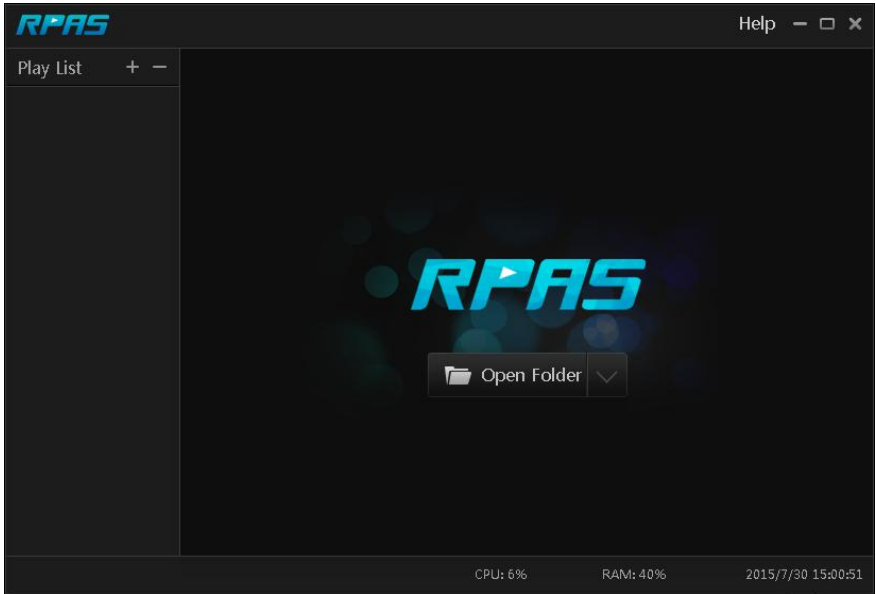 RPAS
Help
Play List + −
RPAS
Open Folder
CPU: 6% RAM: 40% 2015/7/30 15:00:51